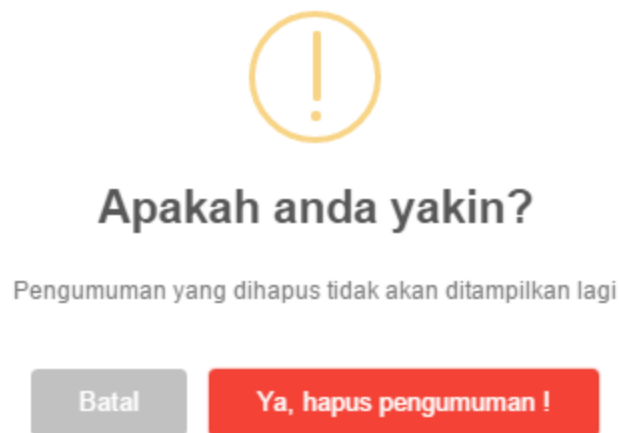 Apakah anda yakin?
Pengumuman yang dihapus tidak akan ditampilkan lagi
Batal
Ya, hapus pengumuman !